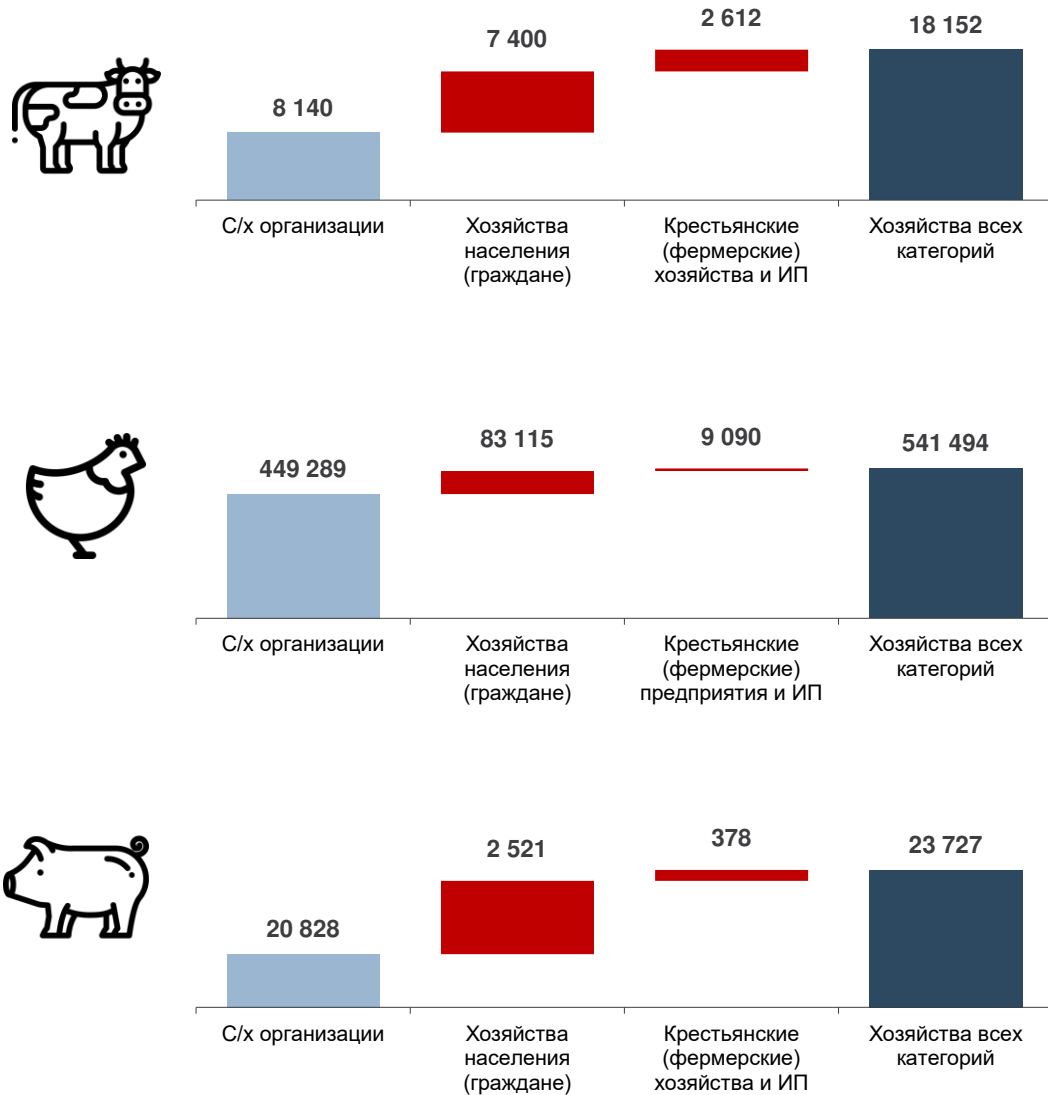 2 612
18 152
7 400
8 140
С/х организации
Хозяйства
населения
(граждане)
Крестьянские
(фермерские)
хозяйства и ИП
Хозяйства всех
категорий
83 115
9 090
541 494
449 289
С/х организации
Хозяйства
населения
(граждане)
Крестьянские
(фермерские)
предприятия и ИП
Хозяйства всех
категорий
2 521
378
23 727
20 828
С/х организации
Хозяйства
населения
(граждане)
Крестьянские
(фермерские)
хозяйства и ИП
Хозяйства всех
категорий